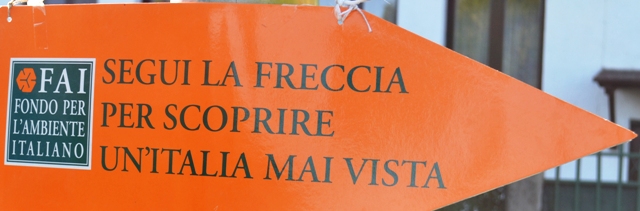 FAI
FONDO PER
L'AMBIENTE
ITALIANO
SEGUI LA FRECCIA
PER SCOPRIRE
UN'ITALIA MAI VISTA